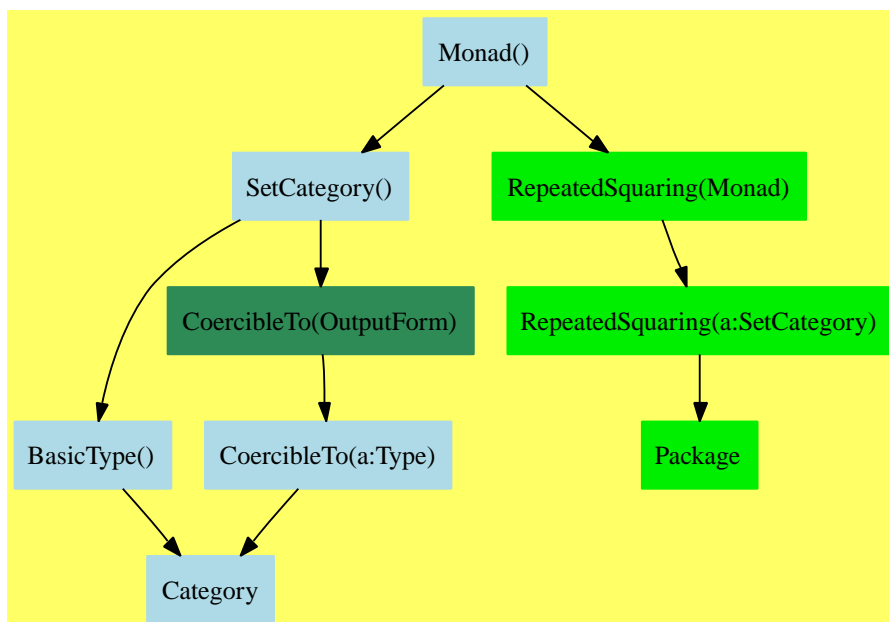 Monad()
SetCategory()
RepeatedSquaring(Monad)
CoercibleTo(OutputForm)
RepeatedSquaring(a:SetCategory)
BasicType()
CoercibleTo(a:Type)
Package
Category